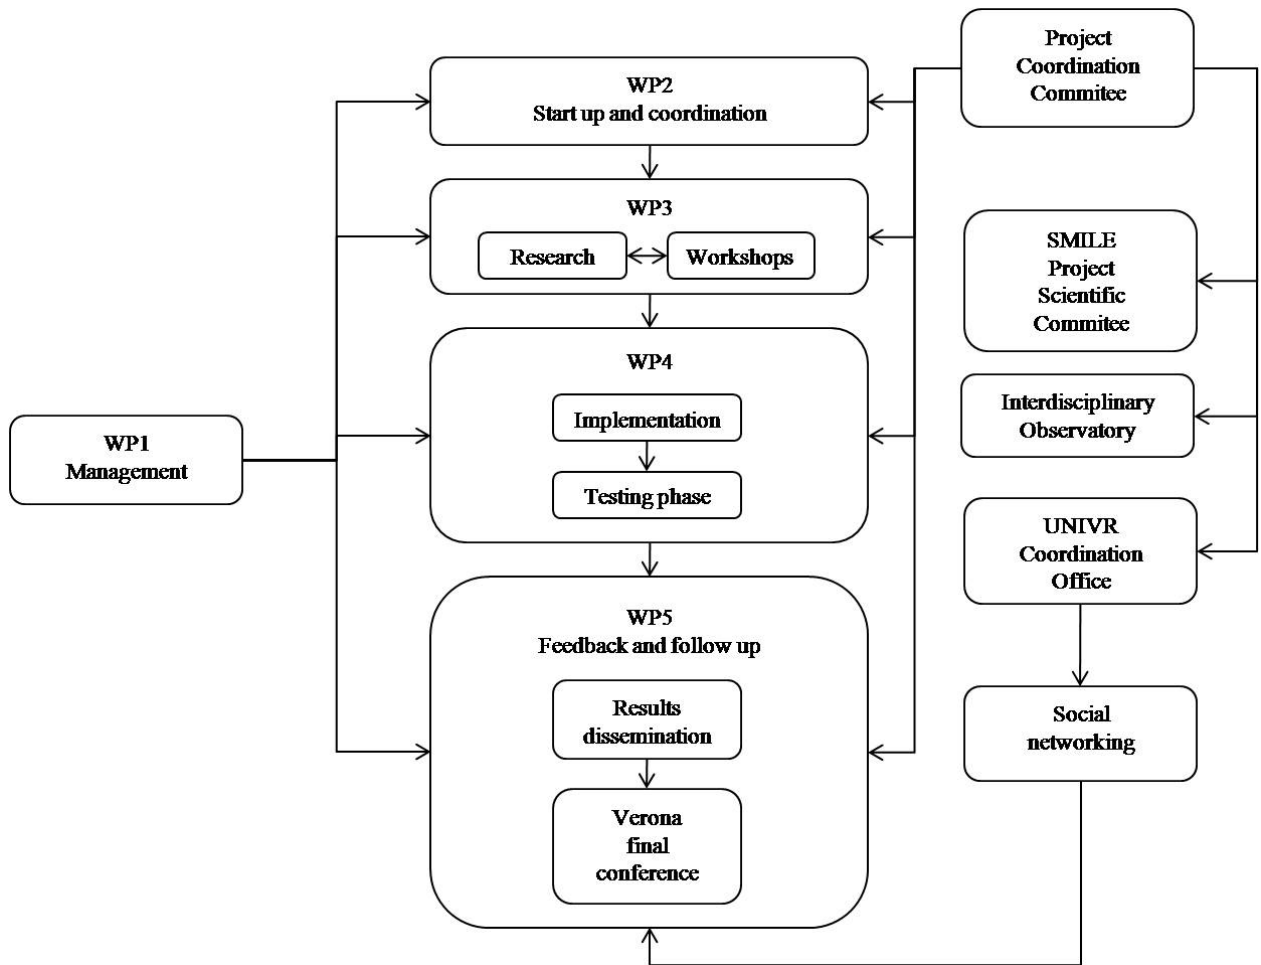 WP1
Management
WP2
Start up and coordination
WP3
Research
Workshops
WP4
Implementation
Testing phase
WP5
Feedback and follow up
Results
dissemination
Verona
final
conference
Project
Coordination
Commitee
SMILE
Project
Scientific
Commitee
Interdisciplinary
Observatory
UNIVR
Coordination
Office
Social
networking